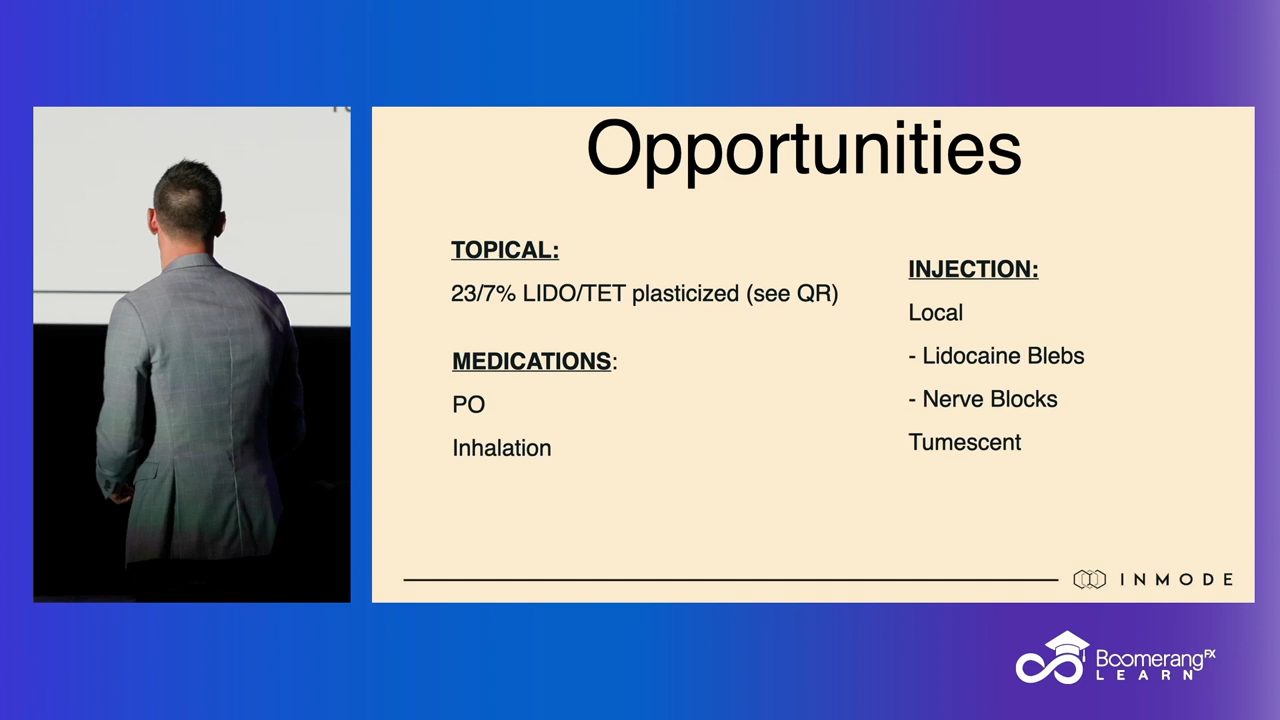 Opportunities
TOPICAL:
23/7% LIDO/TET plasticized (see QR)
MEDICATIONS:
PO
Inhalation
INJECTION:
Local
- Lidocaine Blebs
- Nerve Blocks
Tumescent
INMODE
BoomerangFX
LEARN